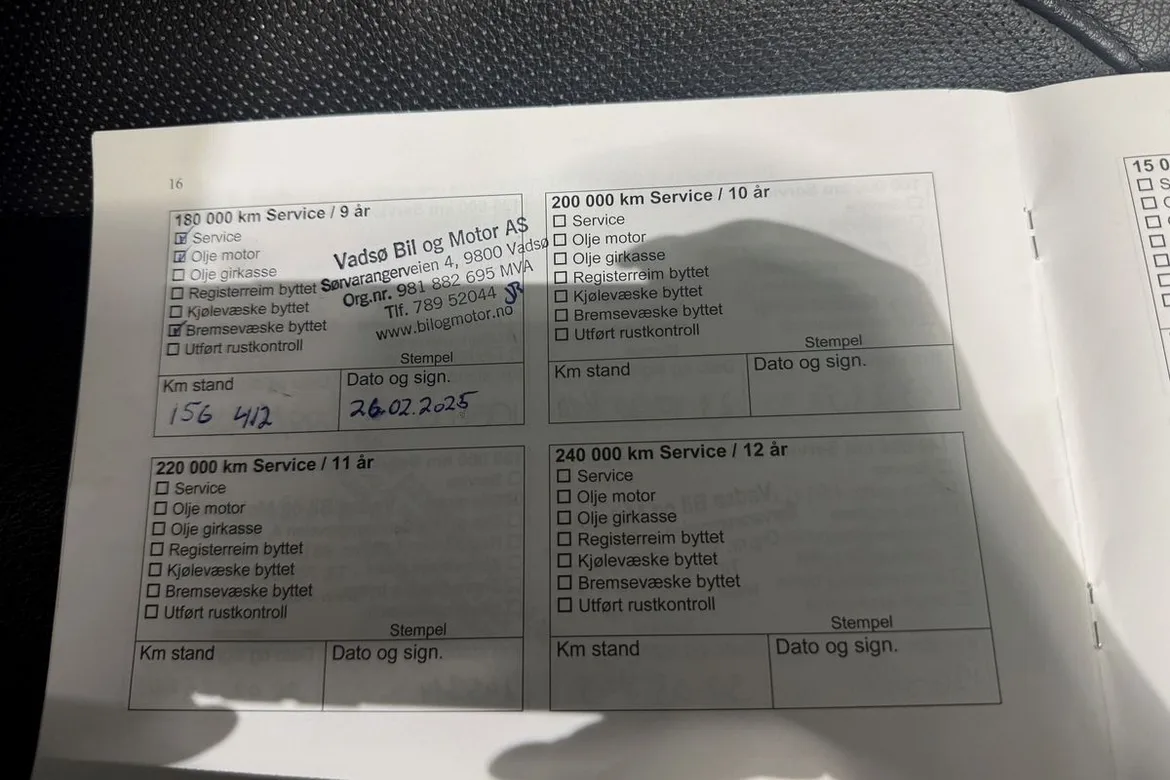 16
180 000 km Service / 9 år
☑ Service
☑ Olje motor
☐ Olje girkasse
☐ Registerreim byttet
☐ Kjølevæske byttet
☑ Bremsevæske byttet
☐ Utført rustkontroll
Vadsø Bil og Motor AS
Sørvarangerveien 4, 9800 Vadsø
Org.nr. 981 882 695 MVA
Tlf. 789 52044
www.bilogmotor.no
Stempel
Km stand
156 412
Dato og sign.
26.02.2025
200 000 km Service / 10 år
☐ Service
☐ Olje motor
☐ Olje girkasse
☐ Registerreim byttet
☐ Kjølevæske byttet
☐ Bremsevæske byttet
☐ Utført rustkontroll
Stempel
Km stand
Dato og sign.
220 000 km Service / 11 år
☐ Service
☐ Olje motor
☐ Olje girkasse
☐ Registerreim byttet
☐ Kjølevæske byttet
☐ Bremsevæske byttet
☐ Utført rustkontroll
Stempel
Km stand
Dato og sign.
240 000 km Service / 12 år
☐ Service
☐ Olje motor
☐ Olje girkasse
☐ Registerreim byttet
☐ Kjølevæske byttet
☐ Bremsevæske byttet
☐ Utført rustkontroll
Stempel
Km stand
Dato og sign.
15 0